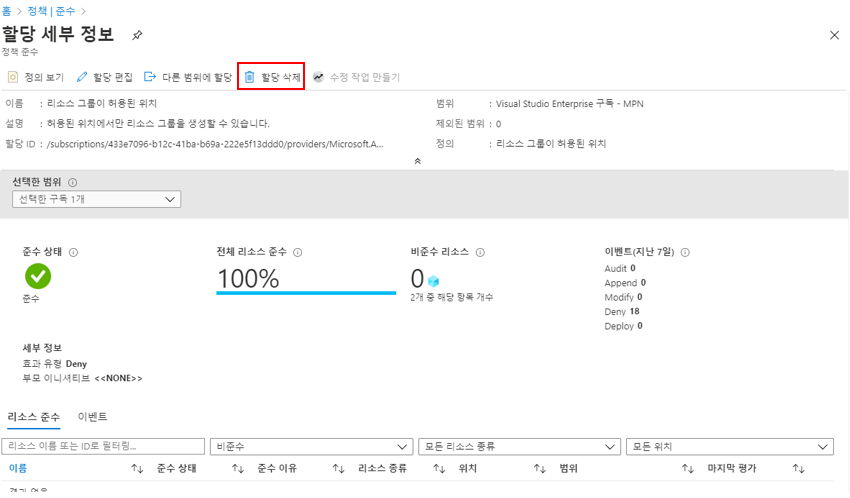 홈 > 정책 | 준수 >
할당 세부 정보
정책 준수
정의 보기 할당 편집 다른 범위에 할당 할당 삭제 수정 작업 만들기
이름 : 리소스 그룹이 허용된 위치
범위 : Visual Studio Enterprise 구독 - MPN
설명 : 허용된 위치에서만 리소스 그룹을 생성할 수 있습니다.
제외된 범위 : 0
할당 ID : /subscriptions/433e7096-b12c-41ba-b69a-222e5f13ddd0/providers/Microsoft.A...
정의 : 리소스 그룹이 허용된 위치
선택한 범위
선택한 구독 1개
준수 상태
준수
전체 리소스 준수
100%
비준수 리소스
0
2개 중 해당 항목 개수
이벤트(지난 7일)
Audit 0
Append 0
Modify 0
Deny 18
Deploy 0
세부 정보
효과 유형 Deny
부모 이니셔티브 <<NONE>>
리소스 준수 이벤트
리소스 이름 또는 ID로 필터링... 비준수 모든 리소스 종류 모든 위치
이름 준수 상태 준수 이유 리소스 종류 위치 범위 마지막 평가